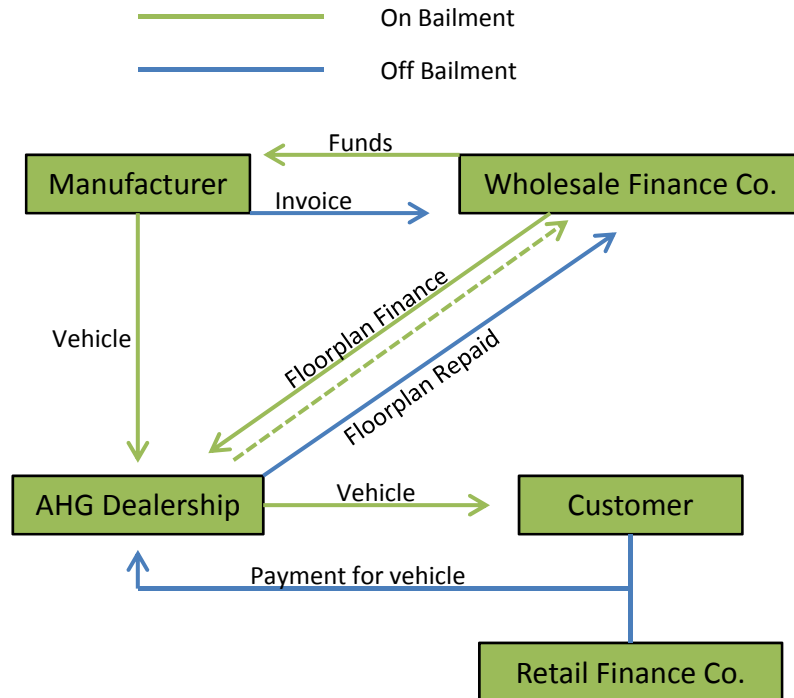 On Bailment
Off Bailment
Funds
Manufacturer
Wholesale Finance Co.
Invoice
Vehicle
Floorplan Finance
Floorplan Repaid
AHG Dealership
Vehicle
Customer
Payment for vehicle
Retail Finance Co.